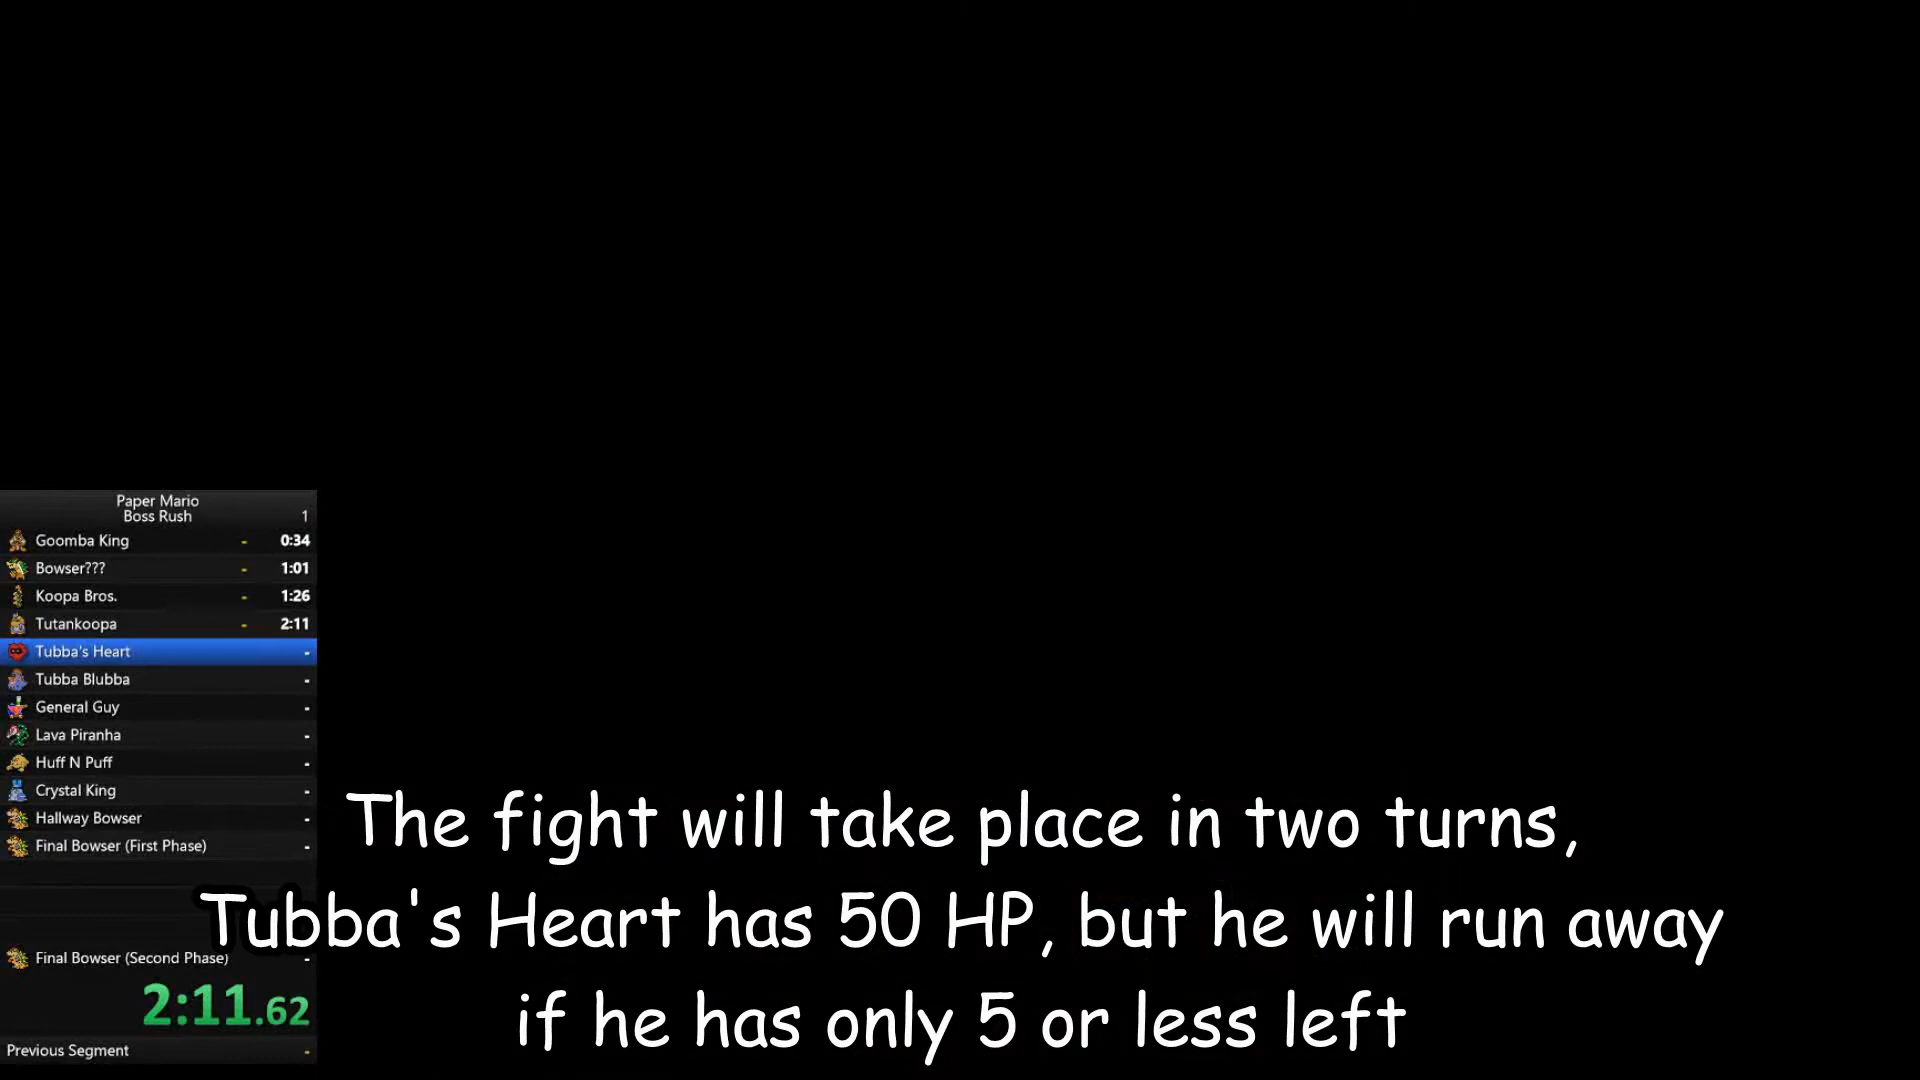 Paper Mario
Boss Rush 1
Goomba King - 0:34
Bowser??? - 1:01
Koopa Bros. - 1:26
Tutankoopa - 2:11
Tubba's Heart -
Tubba Blubba -
General Guy -
Lava Piranha -
Huff N Puff -
Crystal King -
Hallway Bowser -
Final Bowser (First Phase) -
Final Bowser (Second Phase) -
2:11.62
Previous Segment -
The fight will take place in two turns,
Tubba's Heart has 50 HP, but he will run away
if he has only 5 or less left